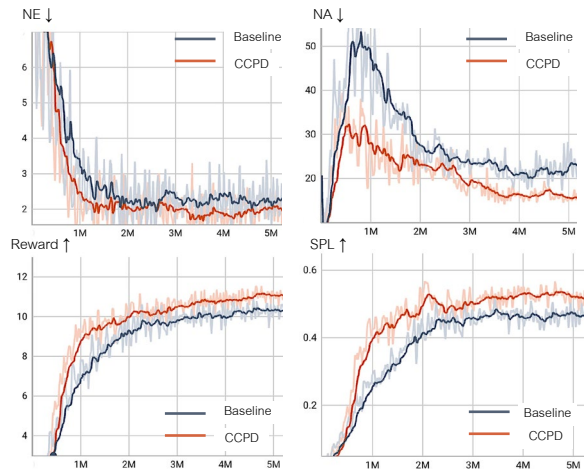 NE ↓
Baseline
CCPD
6
5
4
3
2
1M 2M 3M 4M 5M
NA ↓
Baseline
CCPD
50
40
30
20
1M 2M 3M 4M 5M
Reward ↑
12
10
8
6
4
Baseline
CCPD
1M 2M 3M 4M 5M
SPL ↑
0.6
0.4
0.2
Baseline
CCPD
1M 2M 3M 4M 5M